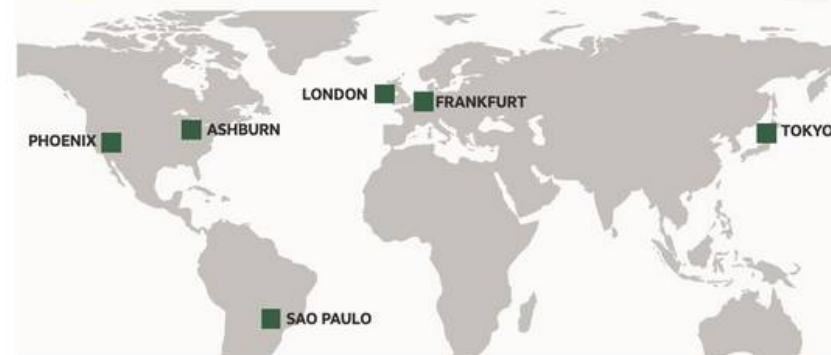 LONDON
FRANKFURT
PHOENIX
ASHBURN
TOKYO
SAO PAULO